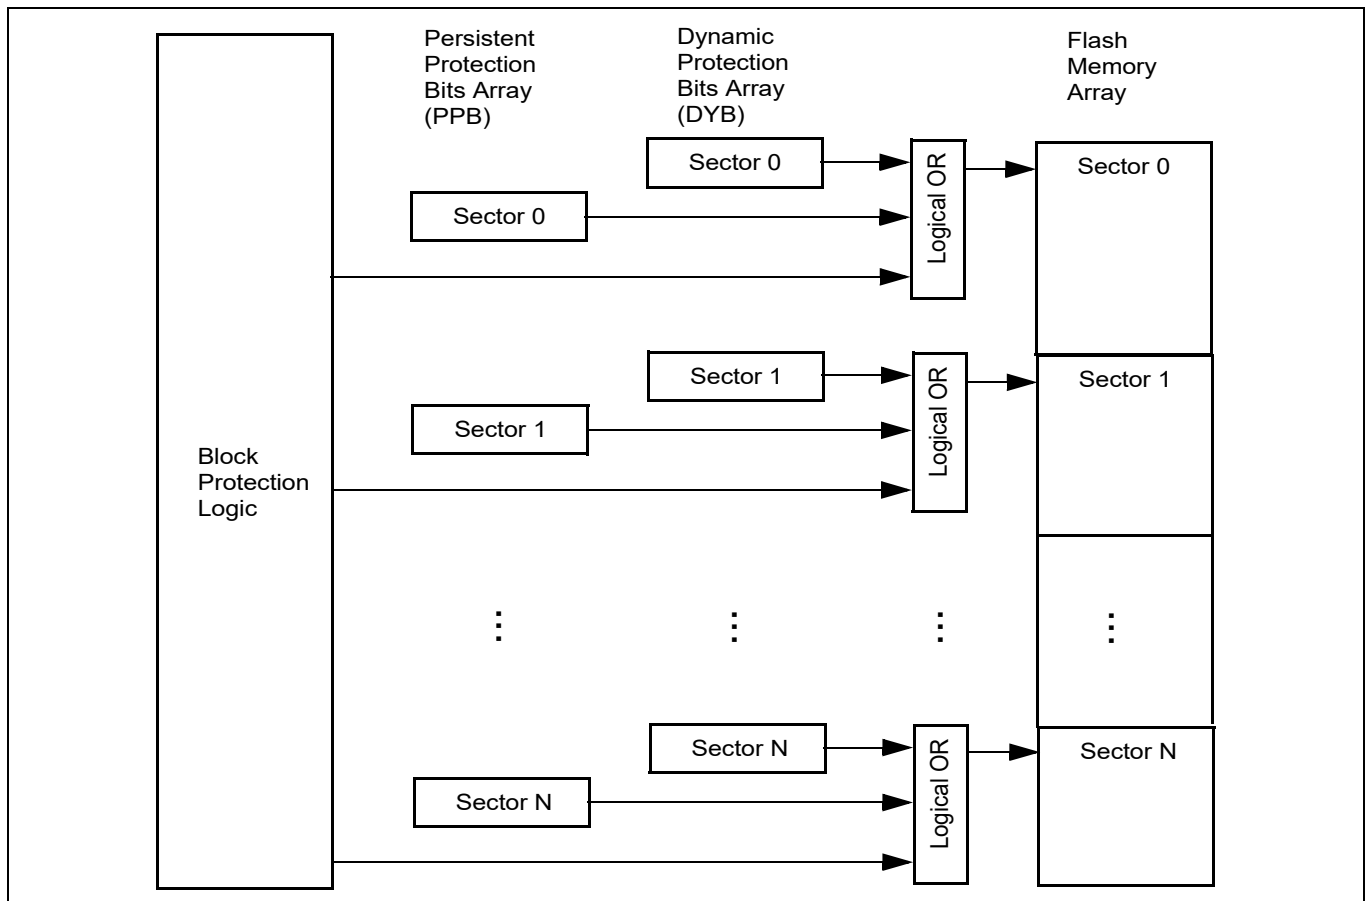 Persistent
Protection
Bits Array
(PPB)
Dynamic
Protection
Bits Array
(DYB)
Flash
Memory
Array
Sector 0
Logical OR
Sector 0
Sector 0
Sector 1
Logical OR
Sector 1
Sector 1
Block
Protection
Logic
Sector N
Logical OR
Sector N
Sector N